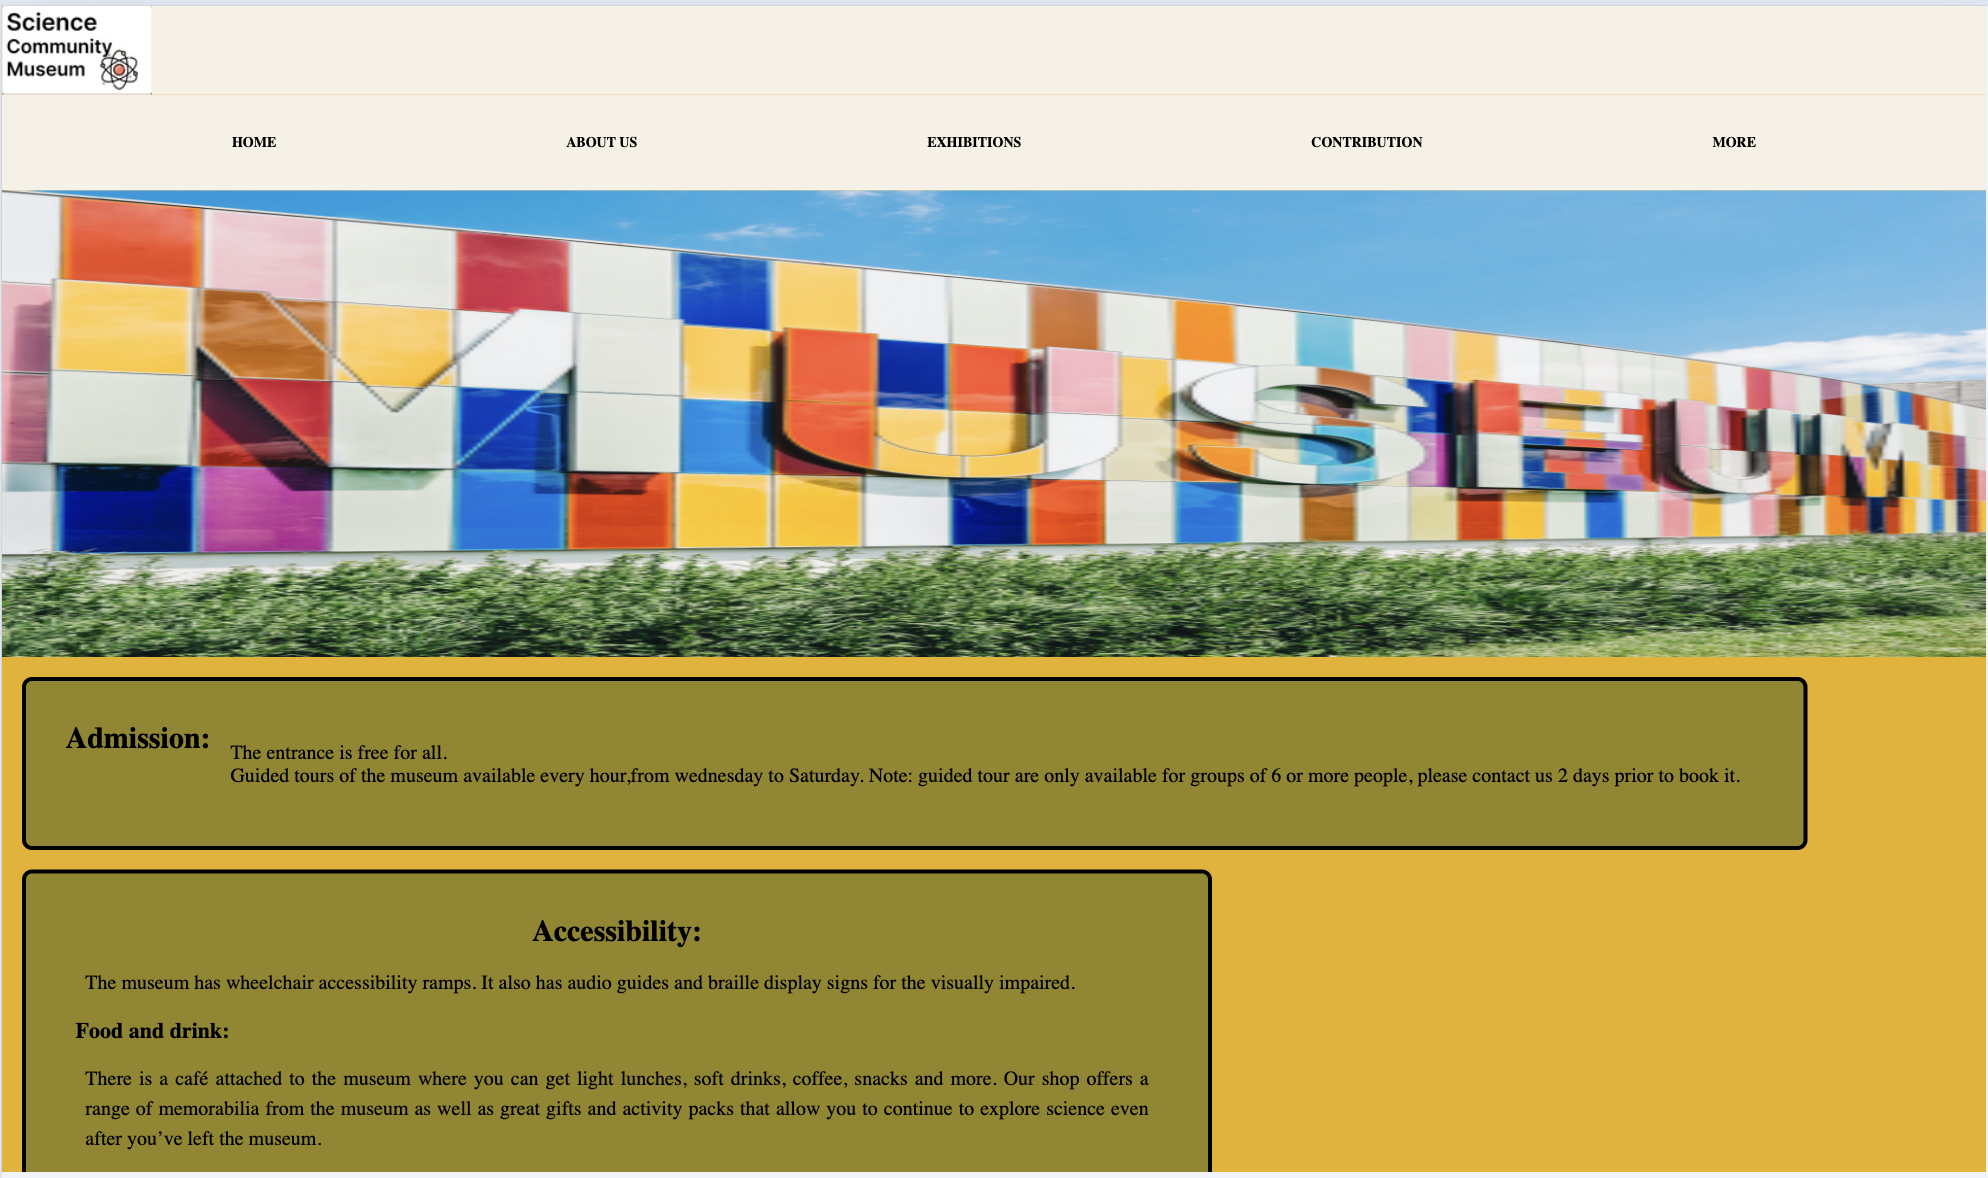 Science
Community
Museum
HOME ABOUT US EXHIBITIONS CONTRIBUTION MORE
MUSEUM
Admission:
The entrance is free for all.
Guided tours of the museum available every hour,from wednesday to Saturday. Note: guided tour are only available for groups of 6 or more people, please contact us 2 days prior to book it.
Accessibility:
The museum has wheelchair accessibility ramps. It also has audio guides and braille display signs for the visually impaired.
Food and drink:
There is a café attached to the museum where you can get light lunches, soft drinks, coffee, snacks and more. Our shop offers a
range of memorabilia from the museum as well as great gifts and activity packs that allow you to continue to explore science even
after you’ve left the museum.